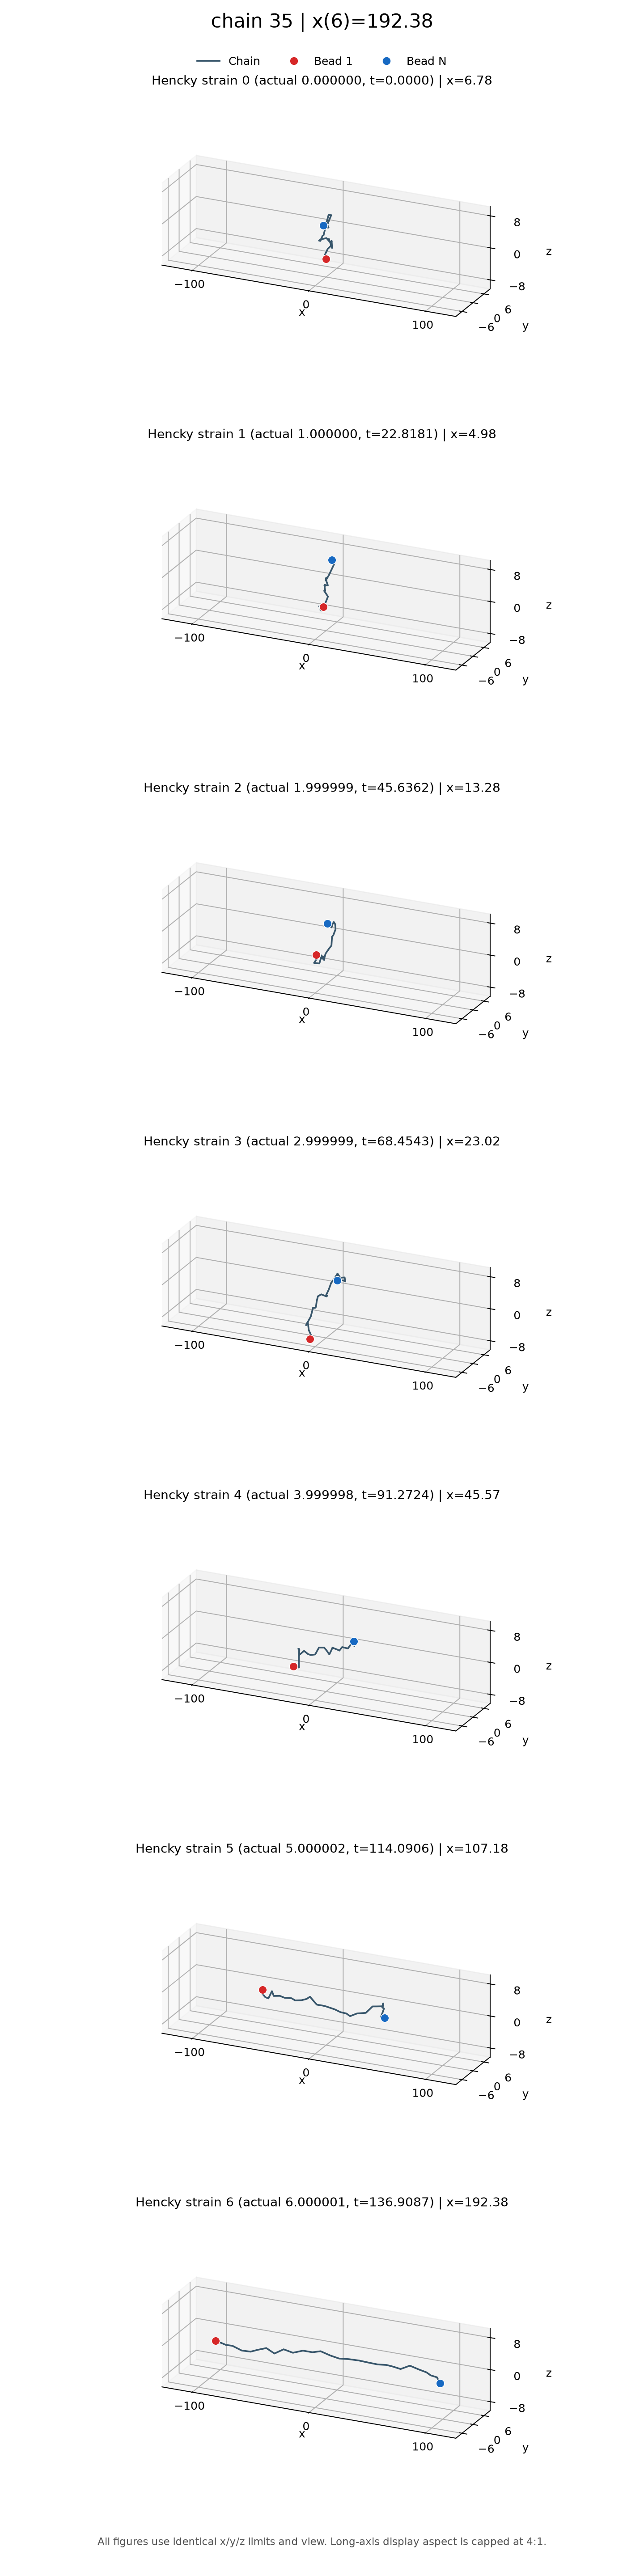 chain 35 | x(6)=192.38
Chain
Bead 1
Bead N
Hencky strain 0 (actual 0.000000, t=0.0000) | x=6.78
8
0
−8
z
6
0
−6
y
−100
0
100
x
Hencky strain 1 (actual 1.000000, t=22.8181) | x=4.98
8
0
−8
z
6
0
−6
y
−100
0
100
x
Hencky strain 2 (actual 1.999999, t=45.6362) | x=13.28
8
0
−8
z
6
0
−6
y
−100
0
100
x
Hencky strain 3 (actual 2.999999, t=68.4543) | x=23.02
8
0
−8
z
6
0
−6
y
−100
0
100
x
Hencky strain 4 (actual 3.999998, t=91.2724) | x=45.57
8
0
−8
z
6
0
−6
y
−100
0
100
x
Hencky strain 5 (actual 5.000002, t=114.0906) | x=107.18
8
0
−8
z
6
0
−6
y
−100
0
100
x
Hencky strain 6 (actual 6.000001, t=136.9087) | x=192.38
8
0
−8
z
6
0
−6
y
−100
0
100
x
All figures use identical x/y/z limits and view. Long-axis display aspect is capped at 4:1.